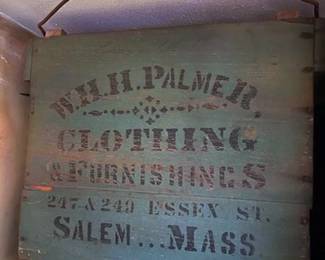 W.H.H. PALMER.
CLOTHING
& FURNISHINGS
247 & 249 ESSEX ST.
SALEM... MASS